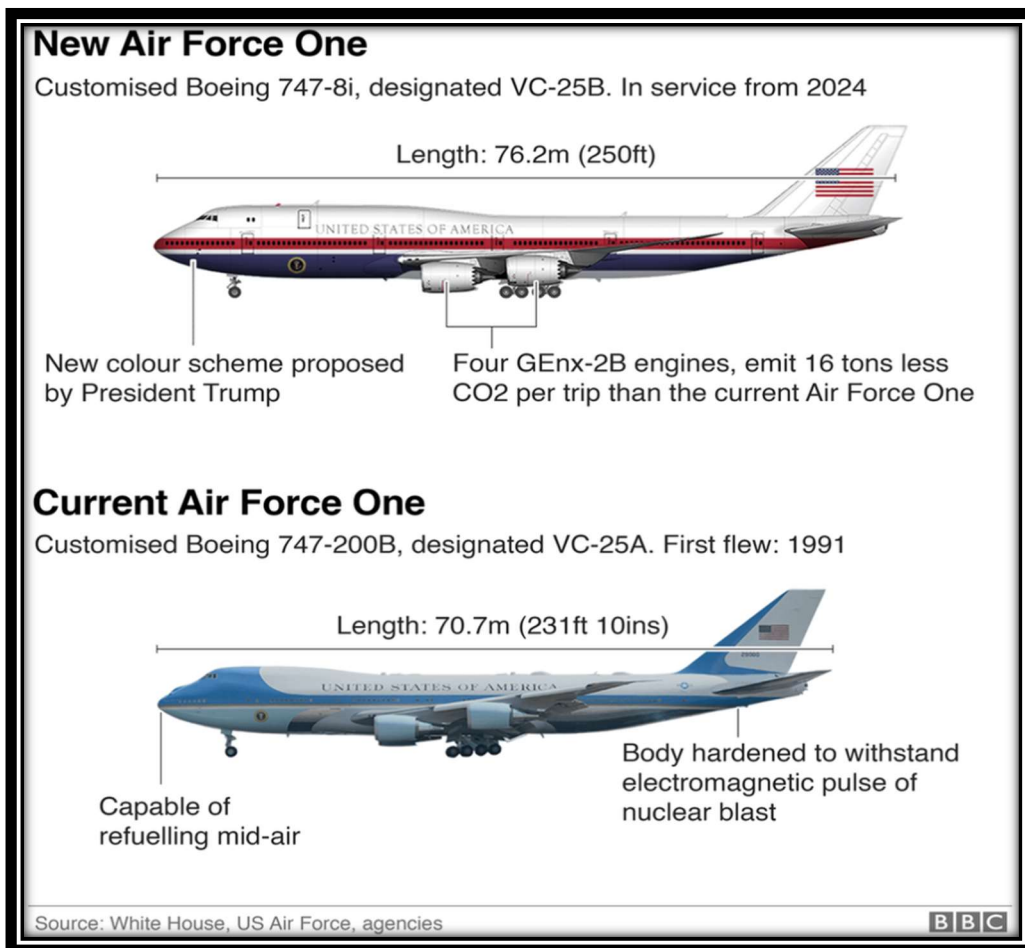 New Air Force One
Customised Boeing 747-8i, designated VC-25B. In service from 2024
Length: 76.2m (250ft)
UNITED STATES OF AMERICA
New colour scheme proposed
by President Trump
Four GEnx-2B engines, emit 16 tons less
CO2 per trip than the current Air Force One
Current Air Force One
Customised Boeing 747-200B, designated VC-25A. First flew: 1991
Length: 70.7m (231ft 10ins)
UNITED STATES OF AMERICA
Body hardened to withstand
electromagnetic pulse of
nuclear blast
Capable of
refuelling mid-air
Source: White House, US Air Force, agencies
BBC